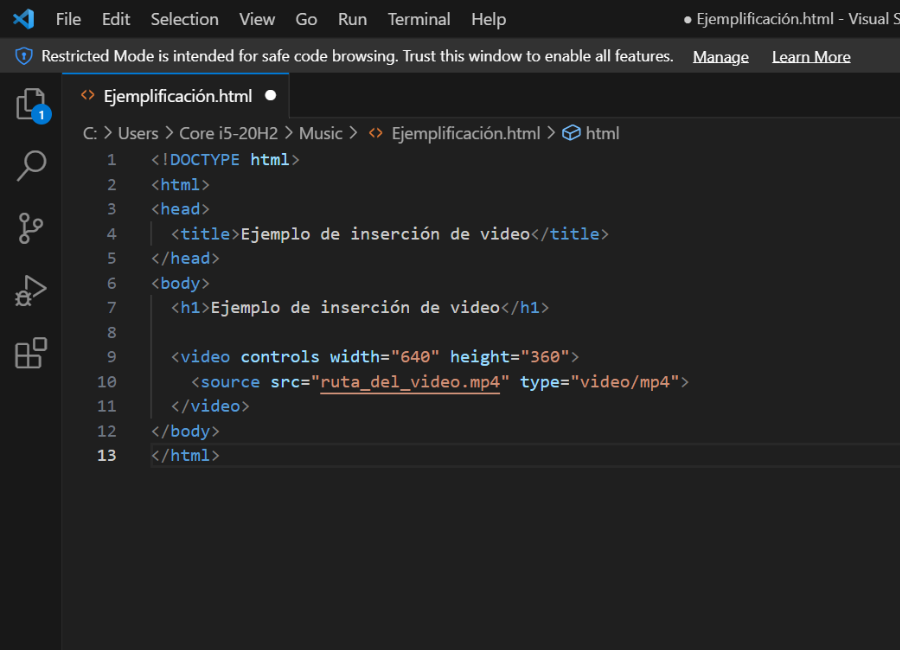 File Edit Selection View Go Run Terminal Help ● Ejemplificación.html - Visual S
Restricted Mode is intended for safe code browsing. Trust this window to enable all features. Manage Learn More
<> Ejemplificación.html ●
1
C: > Users > Core i5-20H2 > Music > <> Ejemplificación.html > html
1 <!DOCTYPE html>
2 <html>
3 <head>
4   <title>Ejemplo de inserción de video</title>
5 </head>
6 <body>
7   <h1>Ejemplo de inserción de video</h1>
8
9   <video controls width="640" height="360">
10     <source src="ruta_del_video.mp4" type="video/mp4">
11   </video>
12 </body>
13 </html>